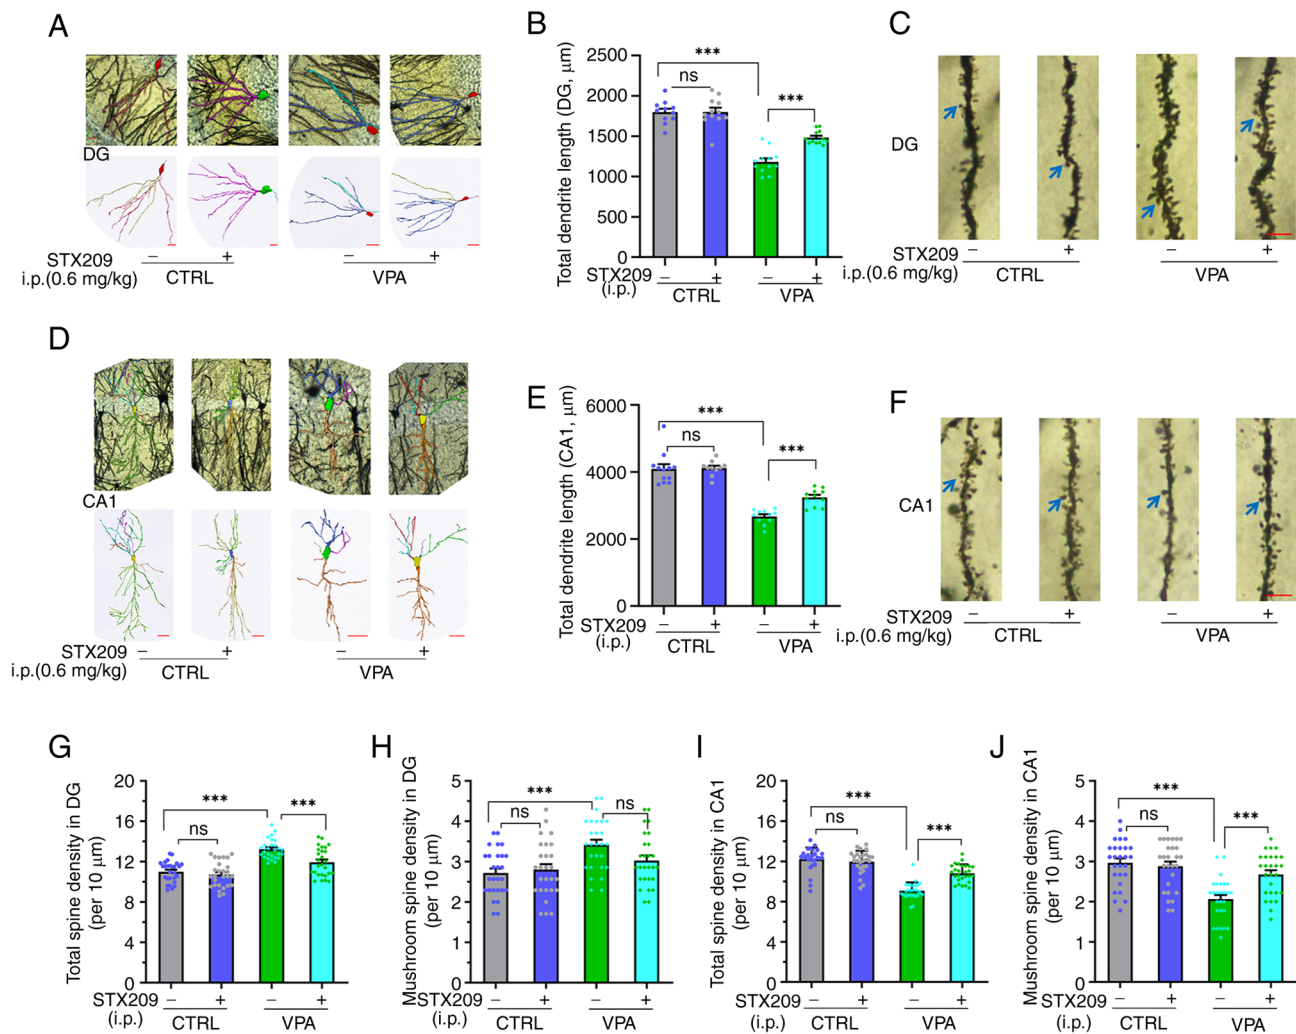 A
DG
STX209 – + – +
i.p.(0.6 mg/kg) CTRL VPA
B
Total dendrite length (DG, μm)
2500
2000
1500
1000
500
0
***
ns
***
STX209 – + – +
(i.p.) CTRL VPA
C
DG
STX209 – + – +
i.p.(0.6 mg/kg) CTRL VPA
D
CA1
STX209 – + – +
i.p.(0.6 mg/kg) CTRL VPA
E
Total dendrite length (CA1, μm)
6000
4000
2000
0
***
ns
***
STX209 – + – +
(i.p.) CTRL VPA
F
CA1
STX209 – + – +
i.p.(0.6 mg/kg) CTRL VPA
G
Total spine density in DG
(per 10 μm)
20
16
12
8
4
0
***
ns
***
STX209 – + – +
(i.p.) CTRL VPA
H
Mushroom spine density in DG
(per 10 μm)
5
4
3
2
1
0
***
ns
ns
STX209 – + – +
(i.p.) CTRL VPA
I
Total spine density in CA1
(per 10 μm)
20
16
12
8
4
0
***
ns
***
STX209 – + – +
(i.p.) CTRL VPA
J
Mushroom spine density in CA1
(per 10 μm)
5
4
3
2
1
0
***
ns
***
STX209 – + – +
(i.p.) CTRL VPA